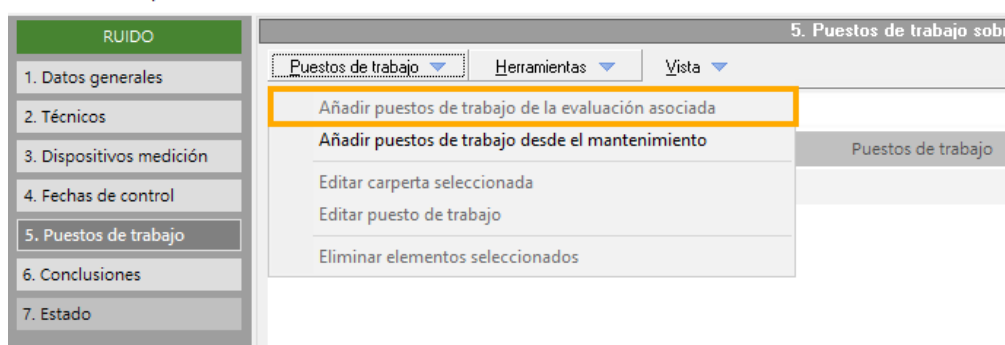 RUIDO
5. Puestos de trabajo sob
1. Datos generales
2. Técnicos
3. Dispositivos medición
4. Fechas de control
5. Puestos de trabajo
6. Conclusiones
7. Estado
Puestos de trabajo Herramientas Vista
Añadir puestos de trabajo de la evaluación asociada
Añadir puestos de trabajo desde el mantenimiento
Editar carperta seleccionada
Editar puesto de trabajo
Eliminar elementos seleccionados
Puestos de trabajo